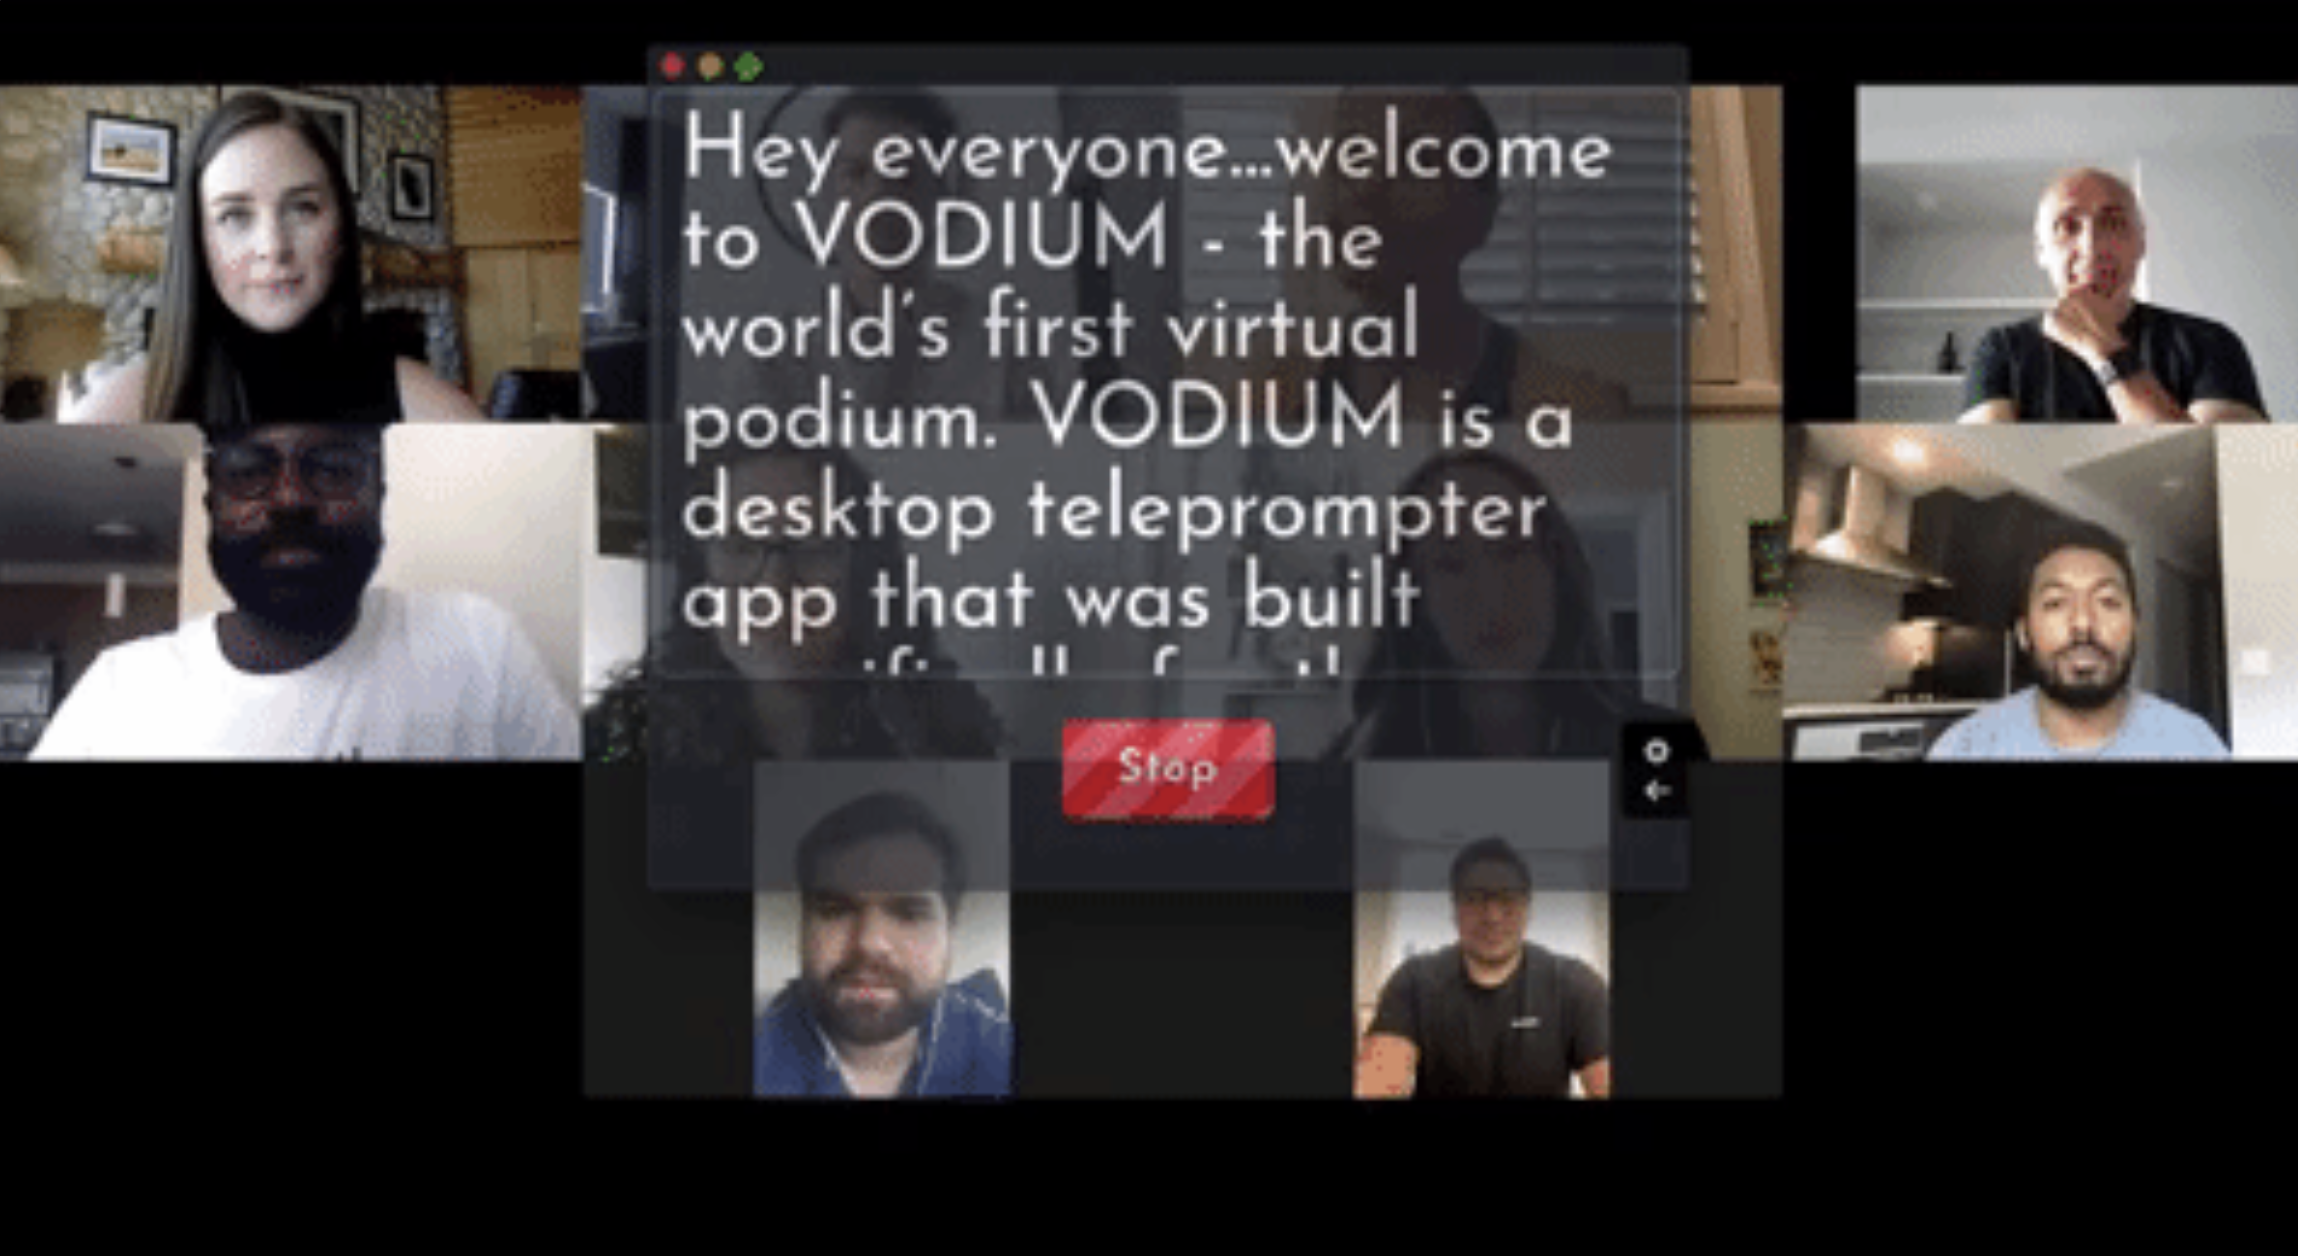 Hey everyone...welcome
to VODIUM - the
world's first virtual
podium. VODIUM is a
desktop teleprompter
app that was built
Stop